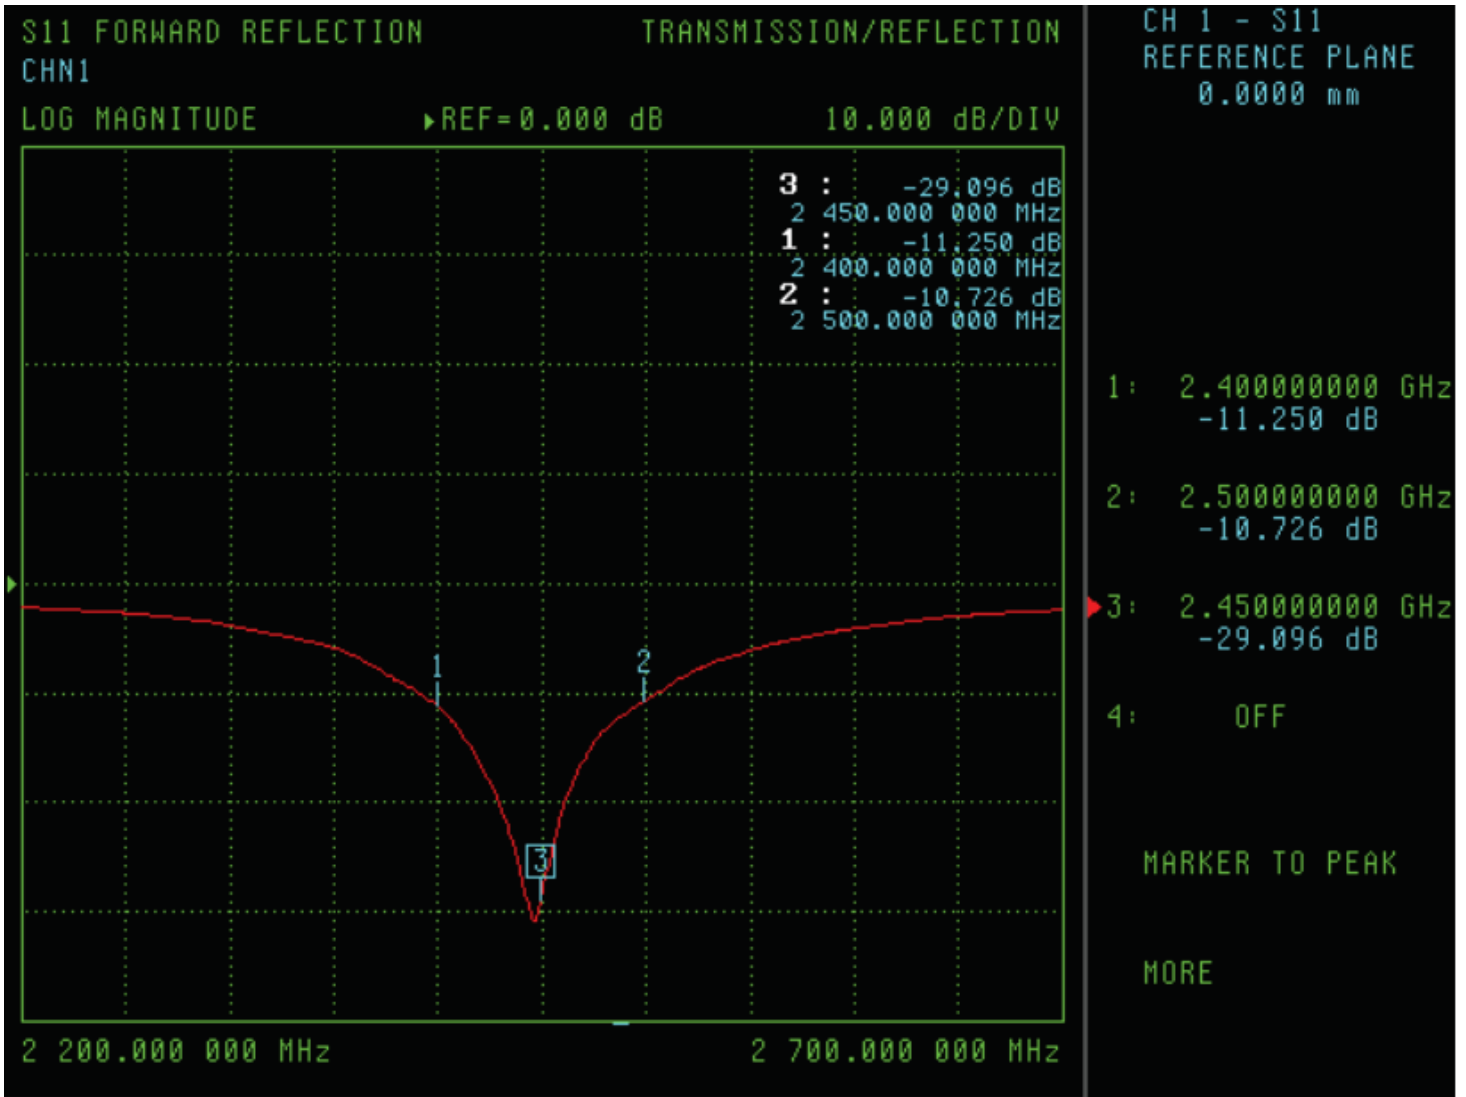 S11 FORWARD REFLECTION TRANSMISSION/REFLECTION
CHN1
LOG MAGNITUDE ▶REF=0.000 dB 10.000 dB/DIV
3 : -29.096 dB
2 450.000 000 MHz
1 : -11.250 dB
2 400.000 000 MHz
2 : -10.726 dB
2 500.000 000 MHz
1
2
3
2 200.000 000 MHz 2 700.000 000 MHz
CH 1 - S11
REFERENCE PLANE
0.0000 mm
1: 2.400000000 GHz
-11.250 dB
2: 2.500000000 GHz
-10.726 dB
3: 2.450000000 GHz
-29.096 dB
4: OFF
MARKER TO PEAK
MORE